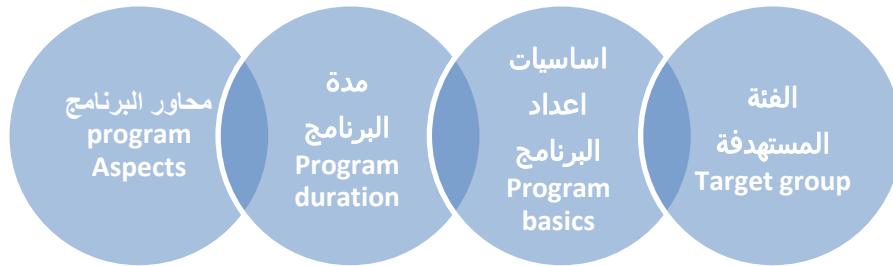 محاور البرنامج
program
Aspects
مدة
البرنامج
Program
duration
اساسيات
اعداد
البرنامج
Program
basics
الفئة
المستهدفة
Target group